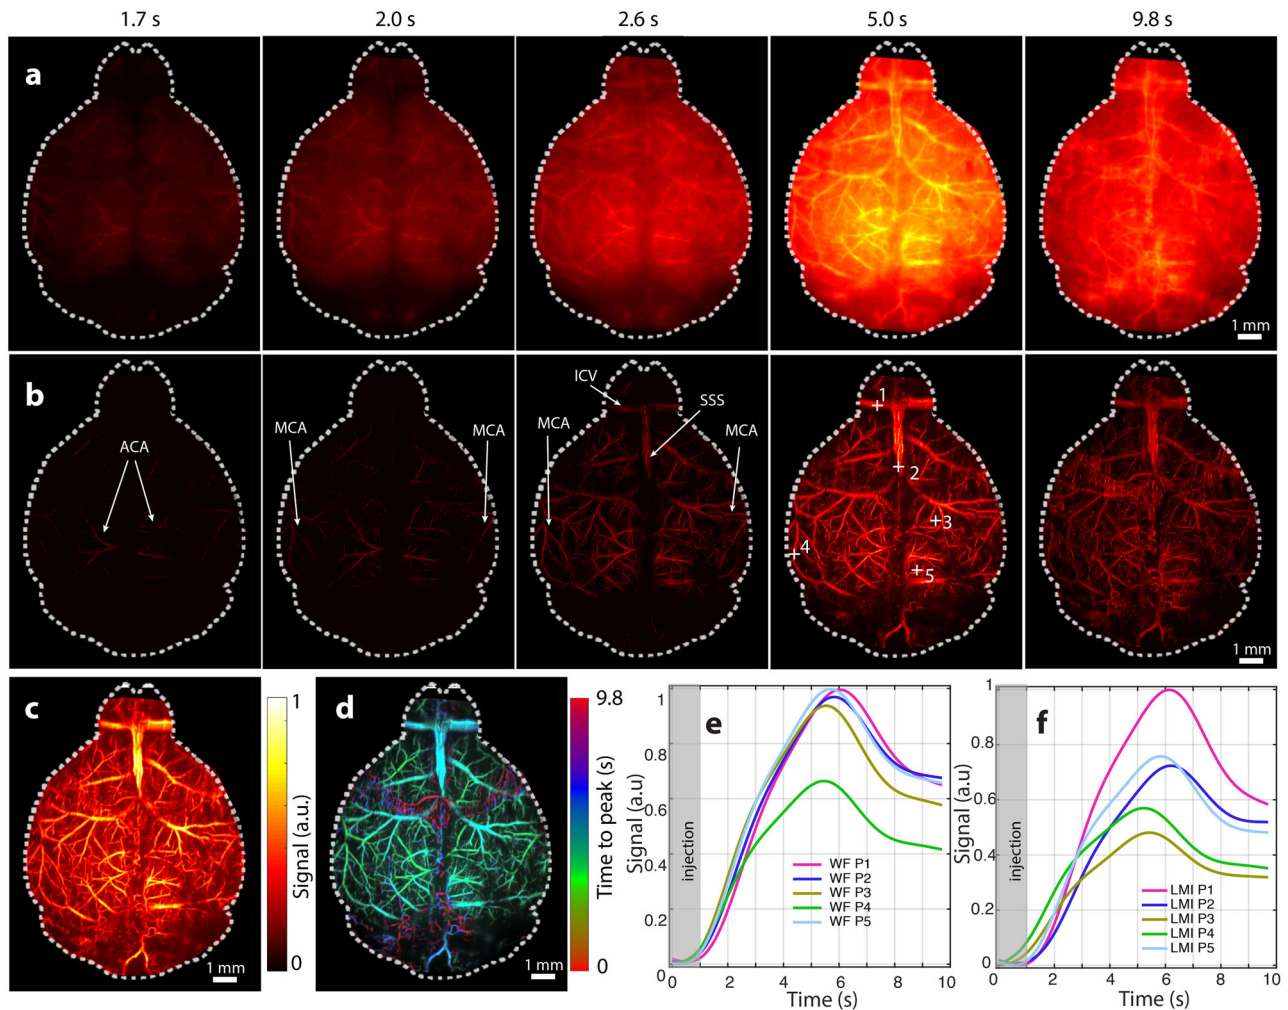 1.7 s 2.0 s 2.6 s 5.0 s 9.8 s
a
1 mm
b
ACA
MCA MCA
ICV
SSS
MCA MCA
1
2
3
4
5
1 mm
c
1
Signal (a.u.)
0
1 mm
d
9.8
Time to peak (s)
0
1 mm
e
1
0.8
0.6
0.4
0.2
0
Signal (a.u)
injection
WF P1
WF P2
WF P3
WF P4
WF P5
0 2 4 6 8 10
Time (s)
f
1
0.8
0.6
0.4
0.2
0
Signal (a.u)
injection
LMI P1
LMI P2
LMI P3
LMI P4
LMI P5
0 2 4 6 8 10
Time (s)